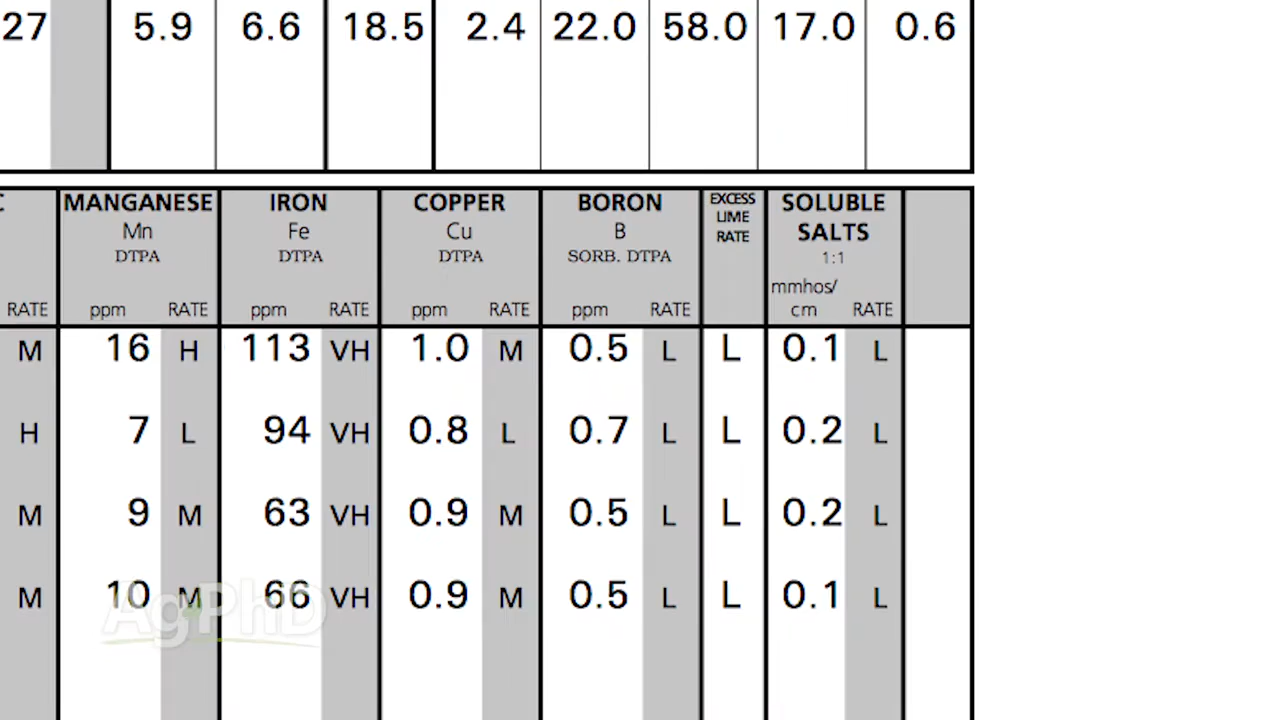 27 5.9 6.6 18.5 2.4 22.0 58.0 17.0 0.6
MANGANESE IRON COPPER BORON EXCESS LIME RATE SOLUBLE SALTS
Mn Fe Cu B 1:1
DTPA DTPA DTPA SORB. DTPA mmhos/
RATE ppm RATE ppm RATE ppm RATE ppm RATE cm RATE
M 16 H 113 VH 1.0 M 0.5 L L 0.1 L
H 7 L 94 VH 0.8 L 0.7 L L 0.2 L
M 9 M 63 VH 0.9 M 0.5 L L 0.2 L
M 10 M 66 VH 0.9 M 0.5 L L 0.1 L
AgPhD